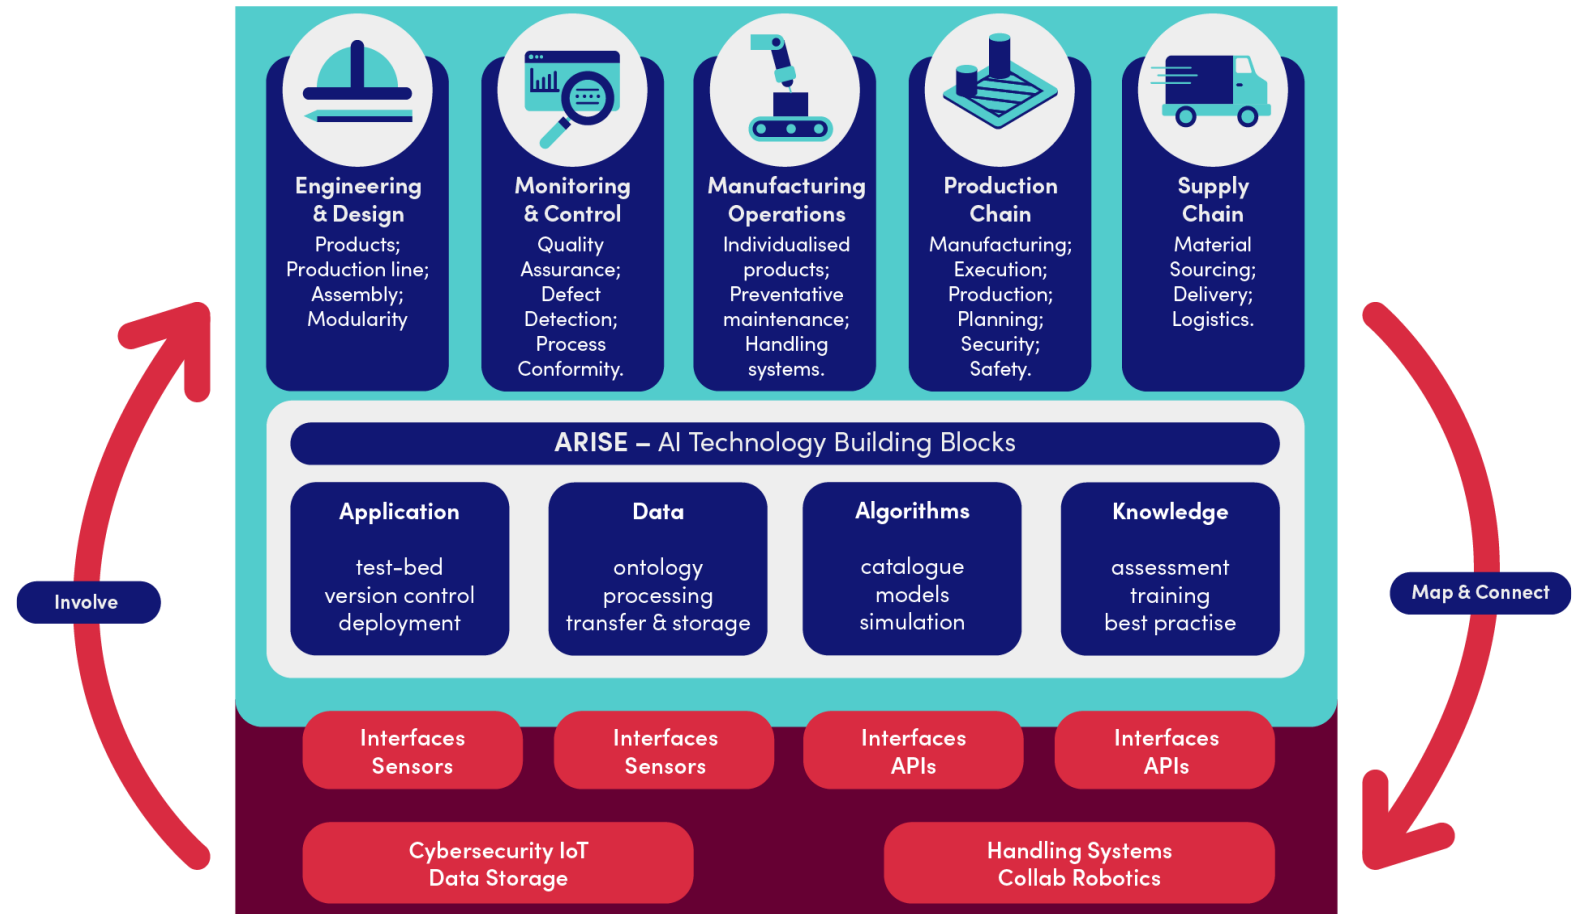 Engineering
& Design
Products;
Production line;
Assembly;
Modularity
Monitoring
& Control
Quality
Assurance;
Defect
Detection;
Process
Conformity.
Manufacturing
Operations
Individualised
products;
Preventative
maintenance;
Handling
systems.
Production
Chain
Manufacturing;
Execution;
Production;
Planning;
Security;
Safety.
Supply
Chain
Material
Sourcing;
Delivery;
Logistics.
ARISE – AI Technology Building Blocks
Application
test-bed
version control
deployment
Data
ontology
processing
transfer & storage
Algorithms
catalogue
models
simulation
Knowledge
assessment
training
best practise
Involve
Map & Connect
Interfaces
Sensors
Interfaces
Sensors
Interfaces
APIs
Interfaces
APIs
Cybersecurity IoT
Data Storage
Handling Systems
Collab Robotics